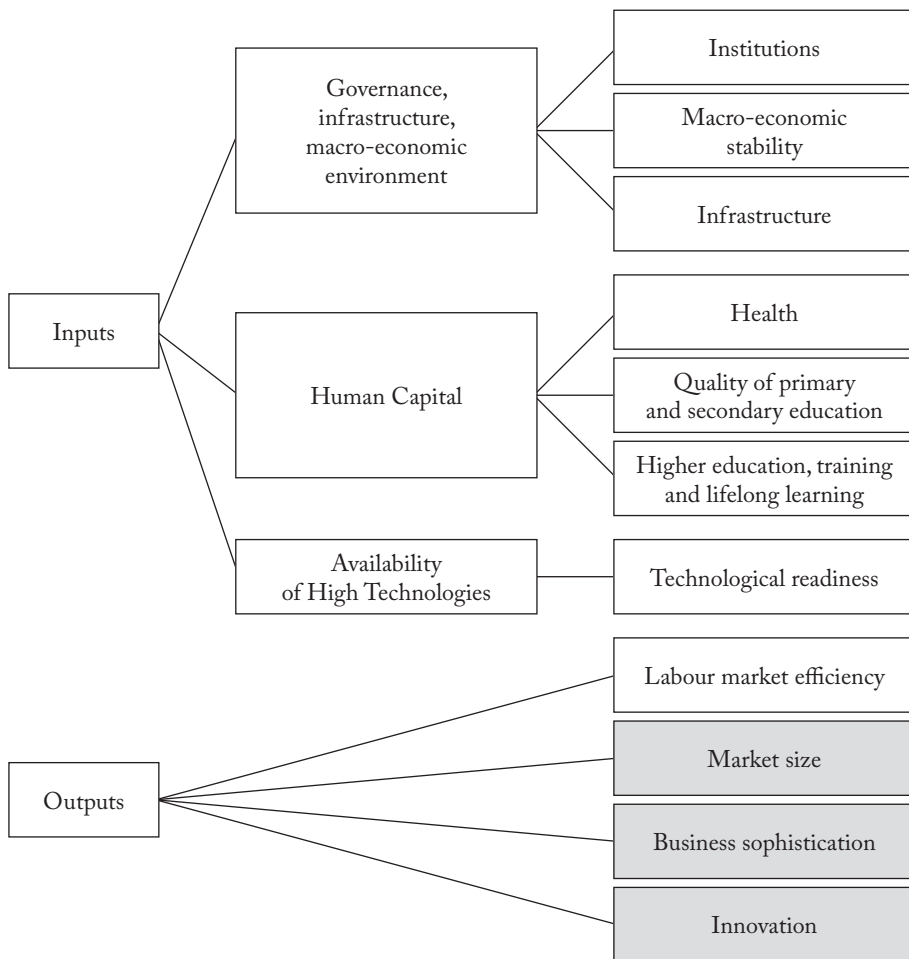 Inputs
Governance,
infrastructure,
macro-economic
environment
Institutions
Macro-economic
stability
Infrastructure
Human Capital
Health
Quality of primary
and secondary education
Higher education, training
and lifelong learning
Availability
of High Technologies
Technological readiness
Outputs
Labour market efficiency
Market size
Business sophistication
Innovation